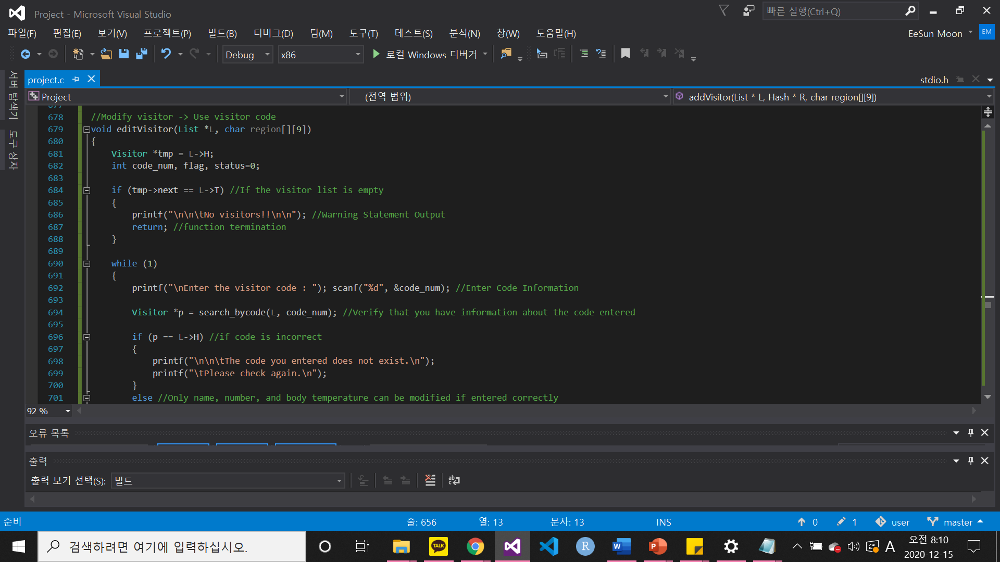 Project - Microsoft Visual Studio
빠른 실행(Ctrl+Q)
파일(F) 편집(E) 보기(V) 프로젝트(P) 빌드(B) 디버그(D) 팀(M) 도구(T) 테스트(S) 분석(N) 창(W) 도움말(H)
EeSun Moon
EM
Debug x86 로컬 Windows 디버거
서버 탐색기
도구 상자
project.c
stdio.h
Project
(전역 범위)
addVisitor(List * L, Hash * R, char region[][9])
677
678 //Modify visitor -> Use visitor code
679 void editVisitor(List *L, char region[][9])
680 {
681 Visitor *tmp = L->H;
682 int code_num, flag, status=0;
683
684 if (tmp->next == L->T) //If the visitor list is empty
685 {
686 printf("\n\n\tNo visitors!!\n\n"); //Warning Statement Output
687 return; //function termination
688 }
689
690 while (1)
691 {
692 printf("\nEnter the visitor code : "); scanf("%d", &code_num); //Enter Code Information
693
694 Visitor *p = search_bycode(L, code_num); //Verify that you have information about the code entered
695
696 if (p == L->H) //if code is incorrect
697 {
698 printf("\n\n\tThe code you entered does not exist.\n");
699 printf("\tPlease check again.\n");
700 }
701 else //Only name, number, and body temperature can be modified if entered correctly
92 %
오류 목록
출력
출력 보기 선택(S): 빌드
준비 줄: 656 열: 13 문자: 13 INS 0 1 user master
검색하려면 여기에 입력하십시오.
TALK
R
W
P
A
오전 8:10
2020-12-15